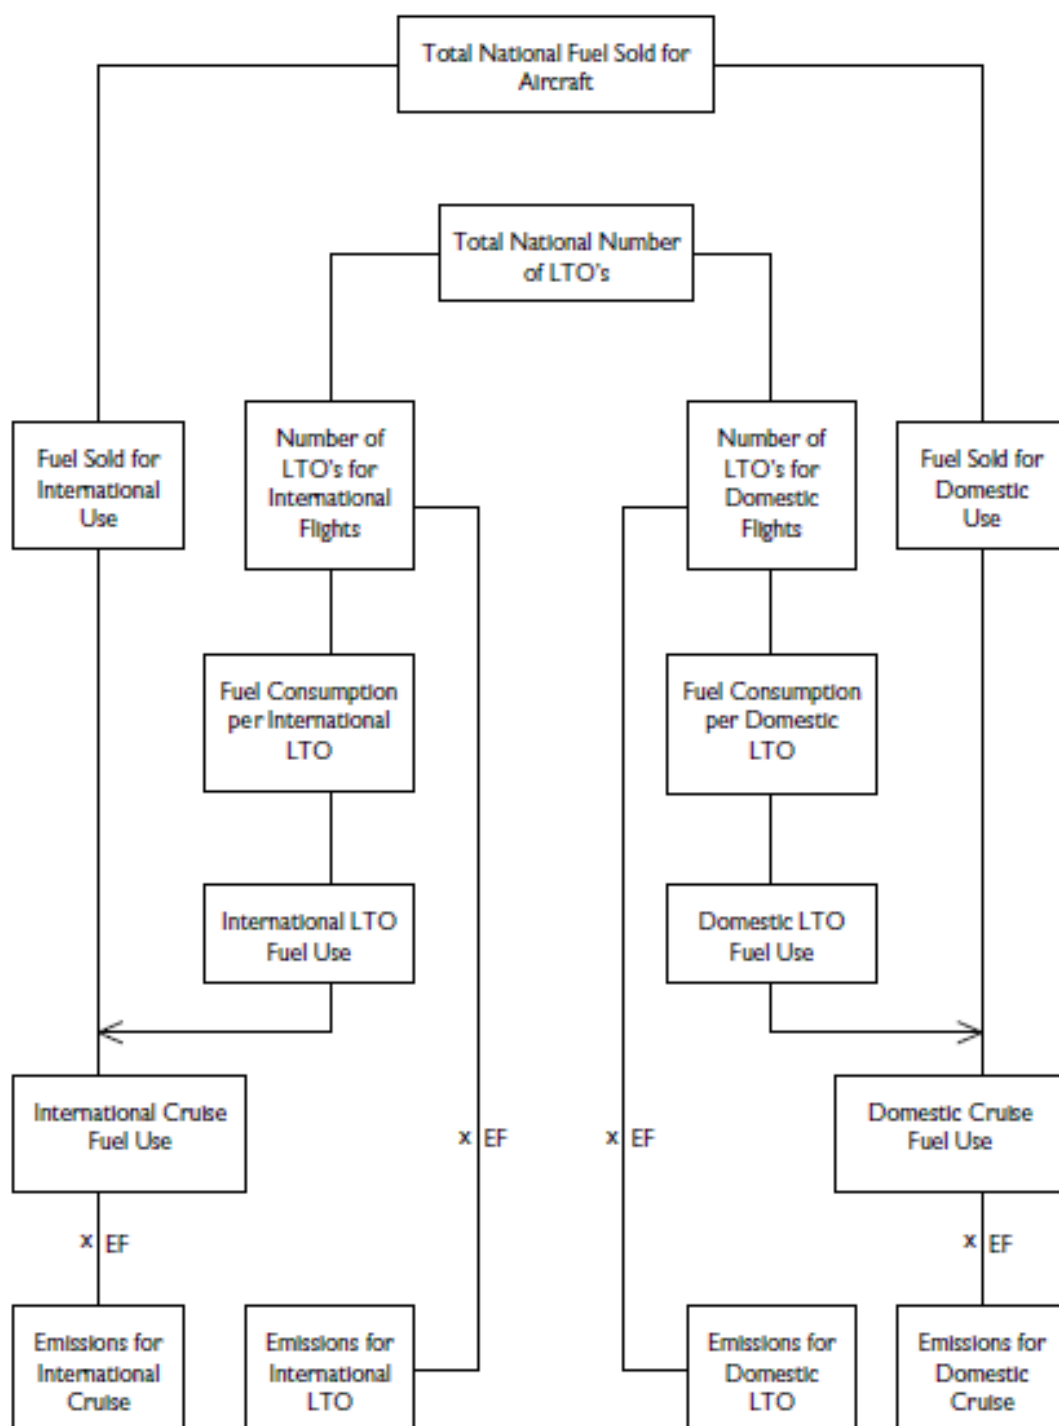 Total National Fuel Sold for
Aircraft
Total National Number
of LTO's
Fuel Sold for
International
Use
Number of
LTO's for
International
Flights
Number of
LTO's for
Domestic
Flights
Fuel Sold for
Domestic
Use
Fuel Consumption
per International
LTO
Fuel Consumption
per Domestic
LTO
International LTO
Fuel Use
Domestic LTO
Fuel Use
International Cruise
Fuel Use
x EF
x EF
Domestic Cruise
Fuel Use
x EF
x EF
Emissions for
International
Cruise
Emissions for
International
LTO
Emissions for
Domestic
LTO
Emissions for
Domestic
Cruise